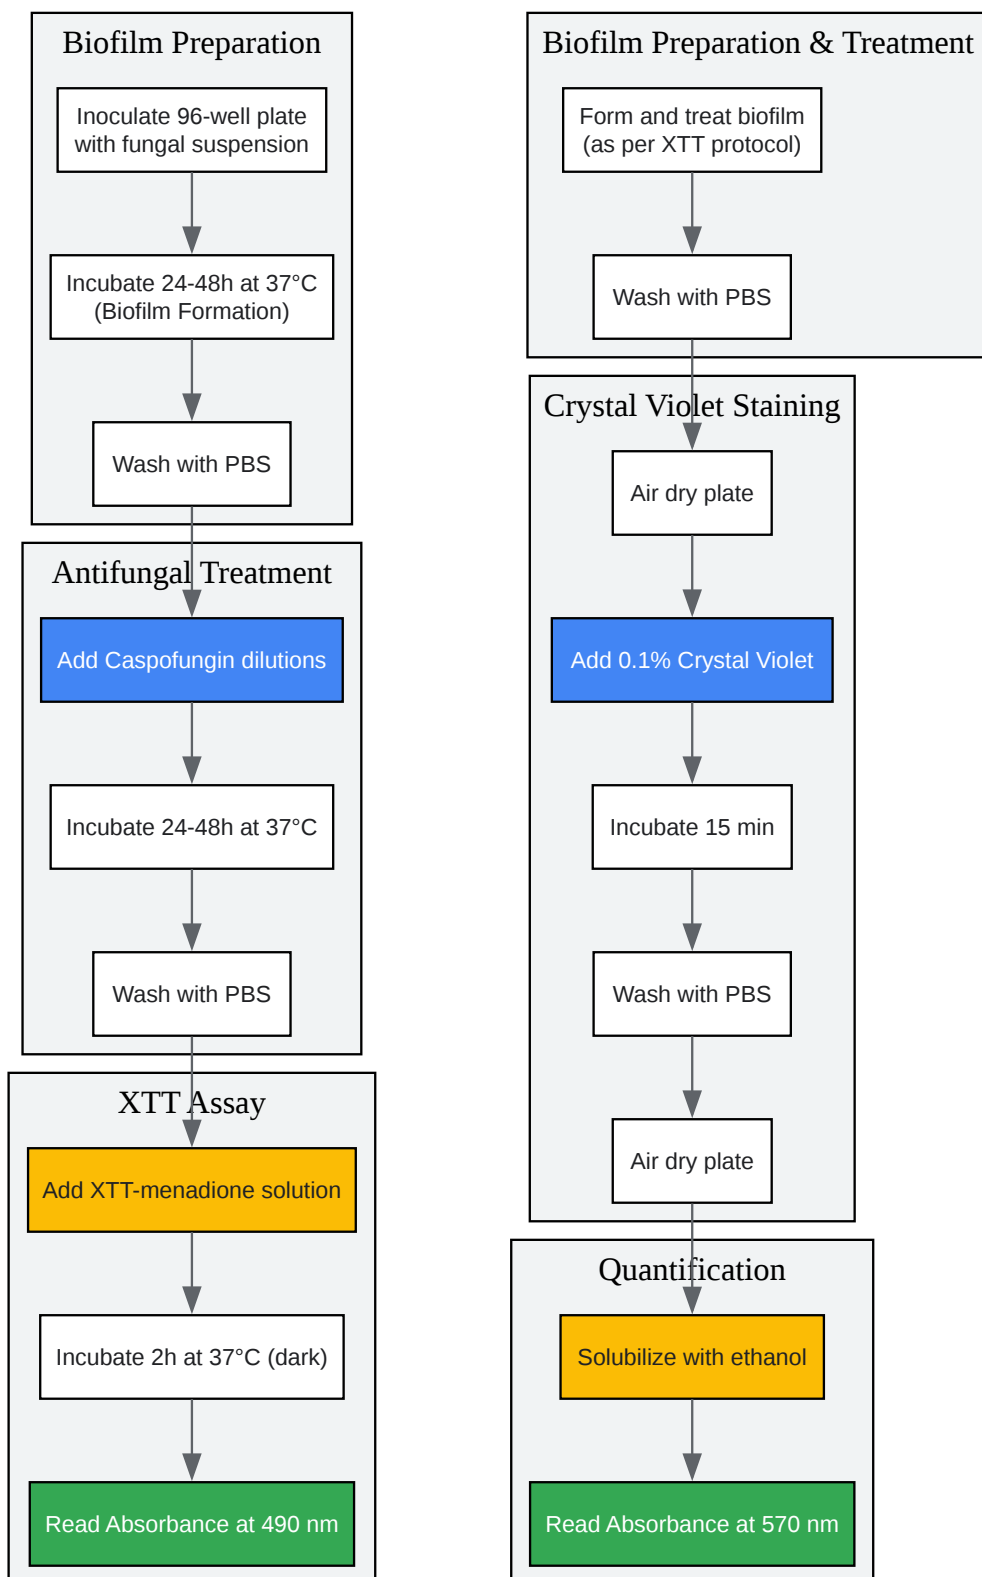 Biofilm Preparation
Inoculate 96-well plate
with fungal suspension
Incubate 24-48h at 37°C
(Biofilm Formation)
Wash with PBS
Antifungal Treatment
Add Caspofungin dilutions
Incubate 24-48h at 37°C
Wash with PBS
XTT Assay
Add XTT-menadione solution
Incubate 2h at 37°C (dark)
Read Absorbance at 490 nm
Biofilm Preparation & Treatment
Form and treat biofilm
(as per XTT protocol)
Wash with PBS
Crystal Violet Staining
Air dry plate
Add 0.1% Crystal Violet
Incubate 15 min
Wash with PBS
Air dry plate
Quantification
Solubilize with ethanol
Read Absorbance at 570 nm